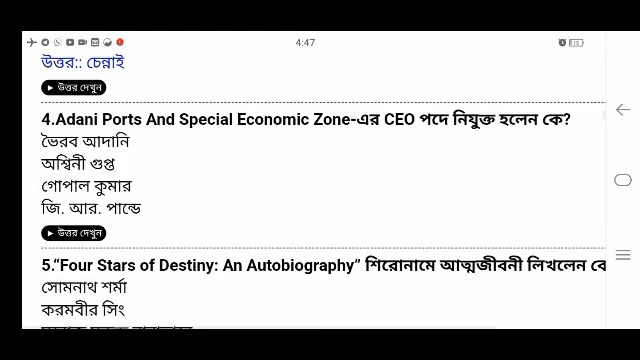 4:47
উত্তর:: চেন্নাই
► উত্তর দেখুন
4.Adani Ports And Special Economic Zone-এর CEO পদে নিযুক্ত হলেন কে?
ভৈরব আদানি
অশ্বিনী গুপ্ত
গোপাল কুমার
জি. আর. পান্ডে
► উত্তর দেখুন
5.“Four Stars of Destiny: An Autobiography” শিরোনামে আত্মজীবনী লিখলেন
সোমনাথ শর্মা
করমবীর সিং